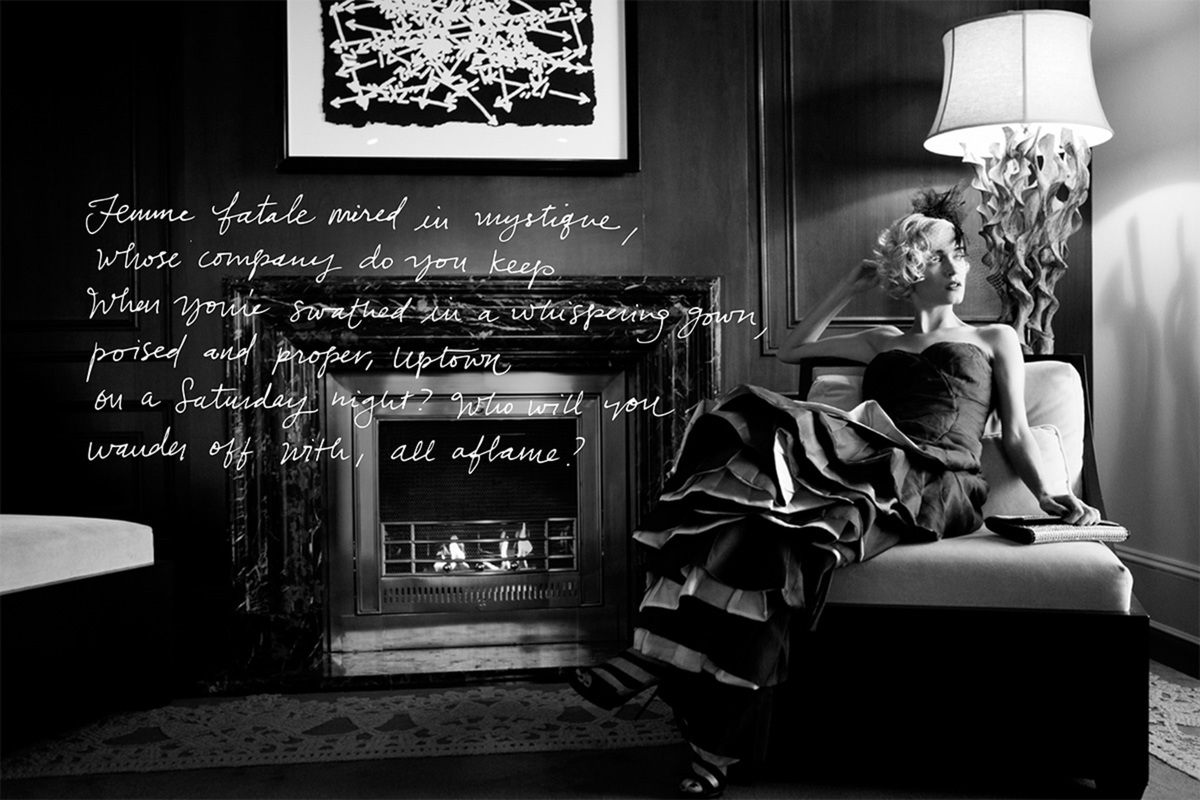 Femme fatale mired in mystique,
whose company do you keep
When you're swathed in a whispering gown,
poised and proper, Uptown
on a Saturday night? Who will you
wander off with, all aflame?